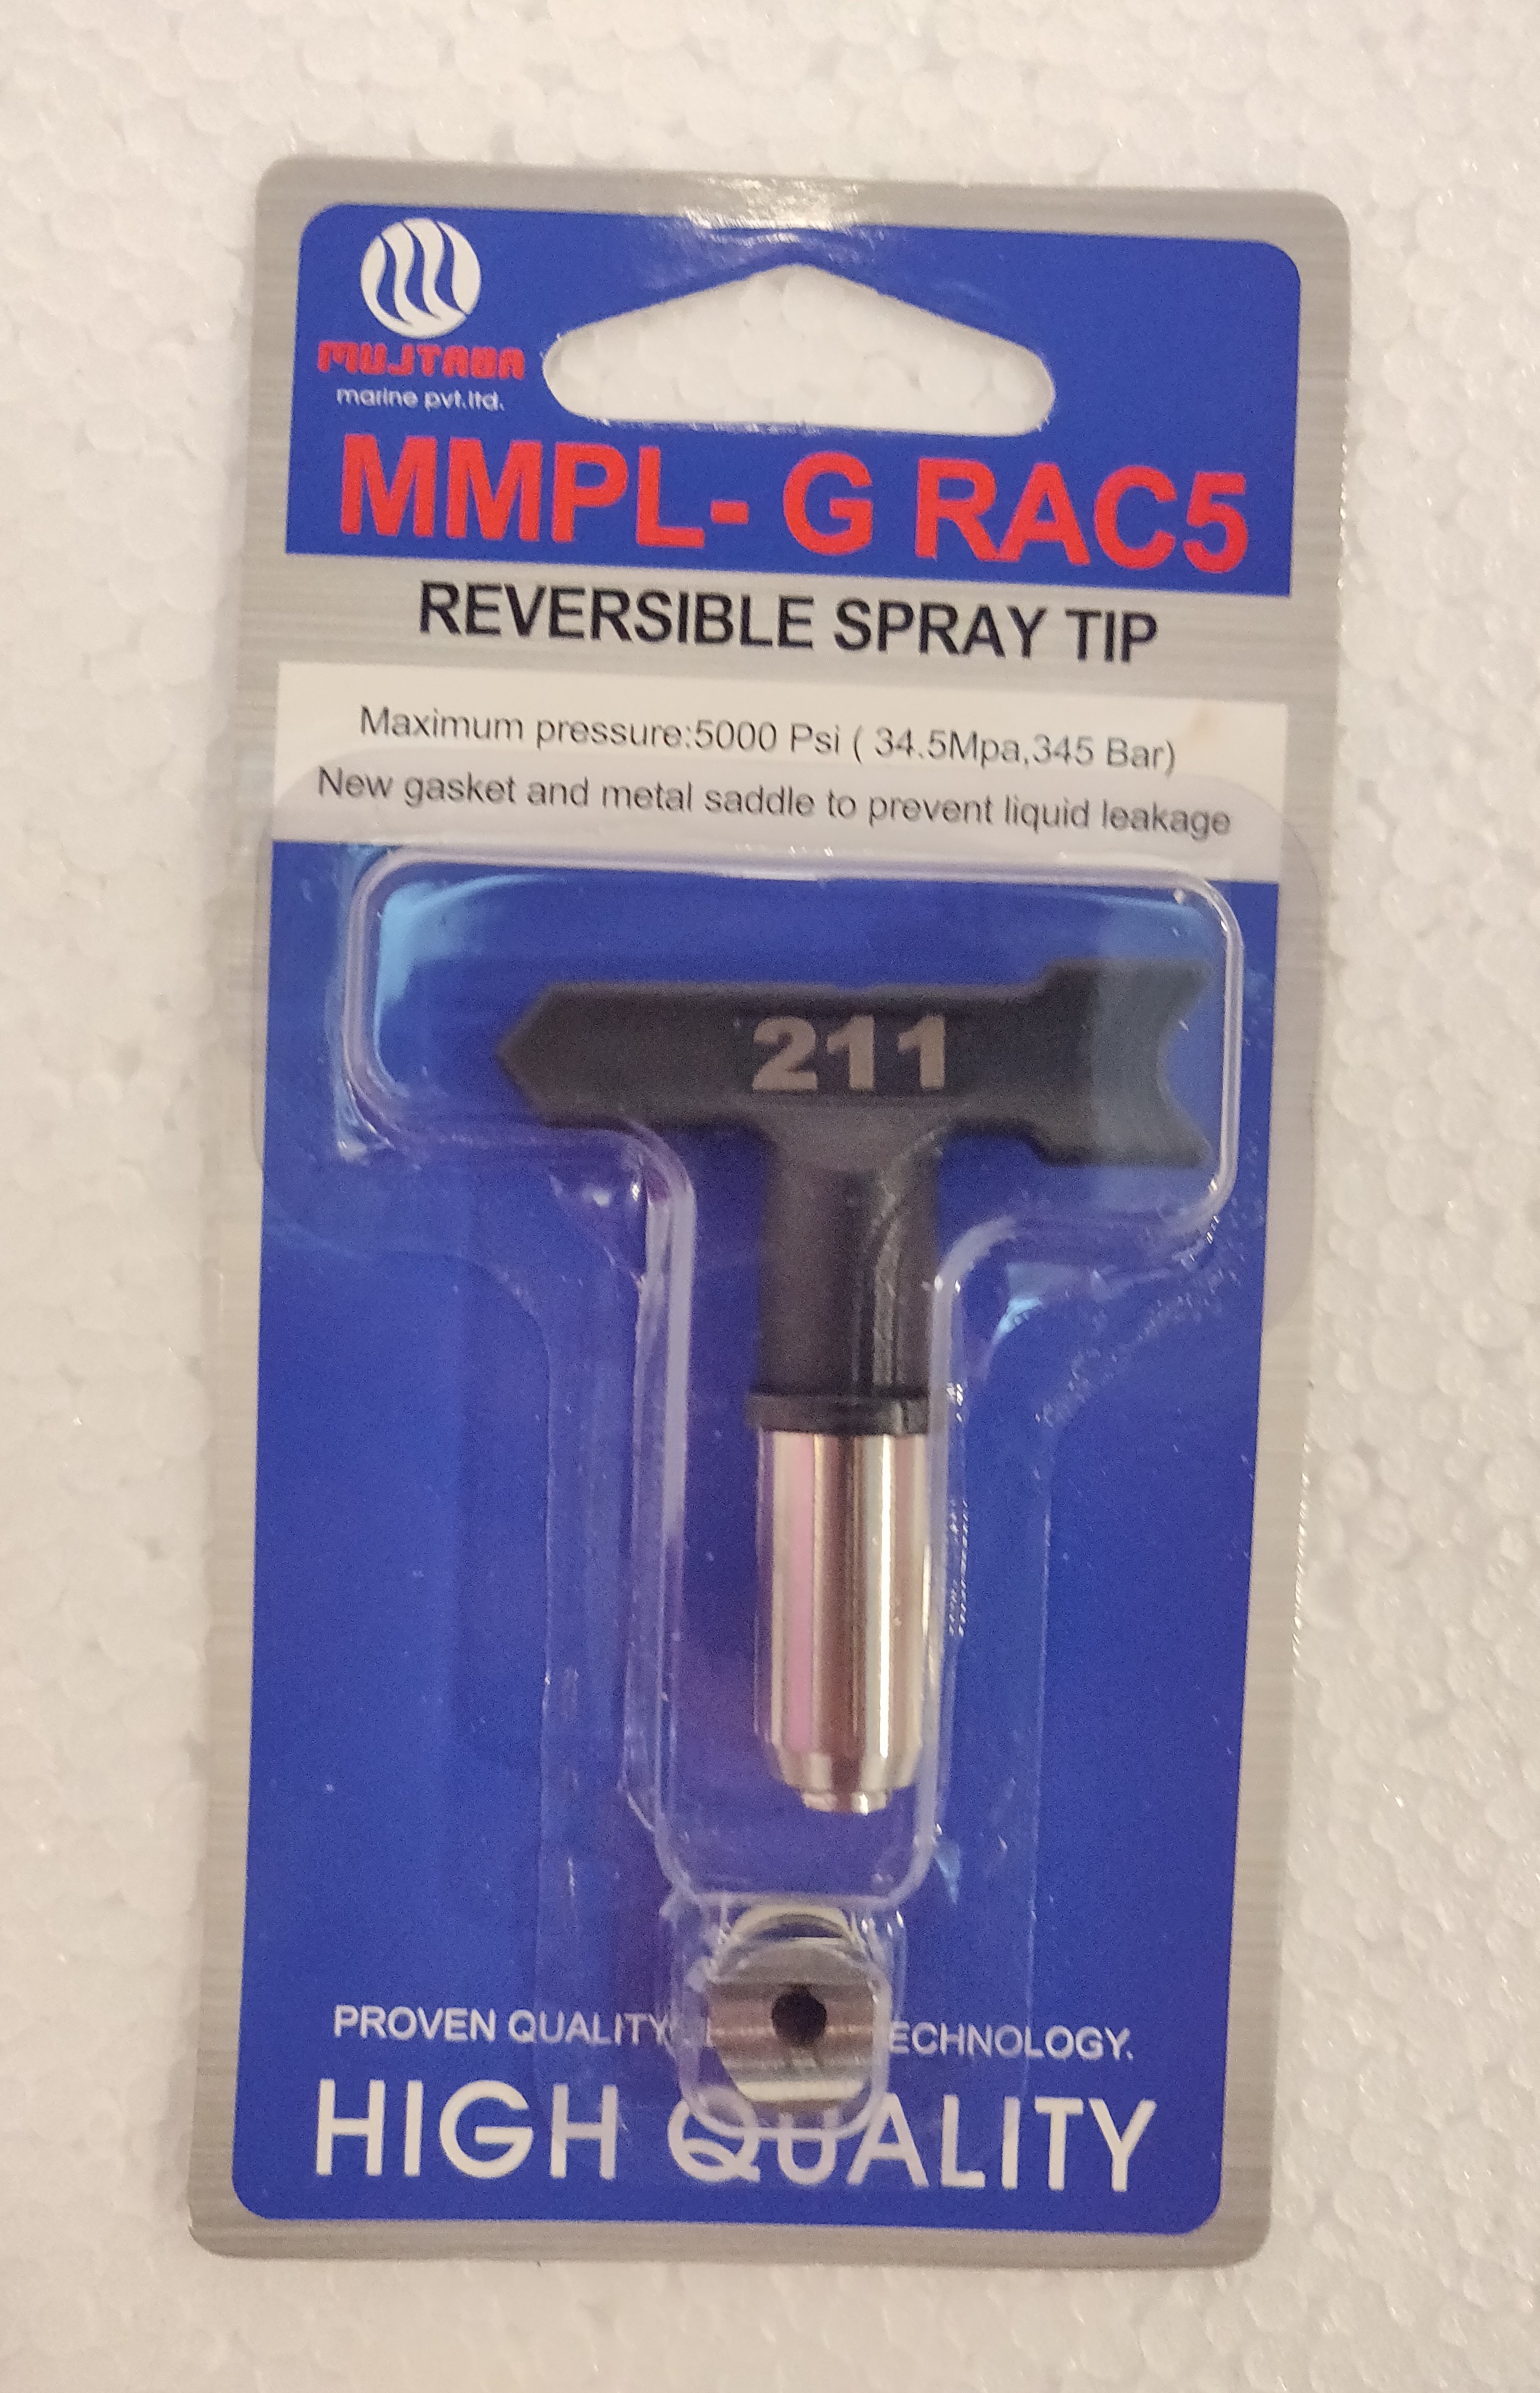 MUJTABA
marine pvt.ltd.
MMPL- G RAC5
REVERSIBLE SPRAY TIP
Maximum pressure:5000 Psi ( 34.5Mpa,345 Bar)
New gasket and metal saddle to prevent liquid leakage
211
PROVEN QUALITY
HIGH QUALITY